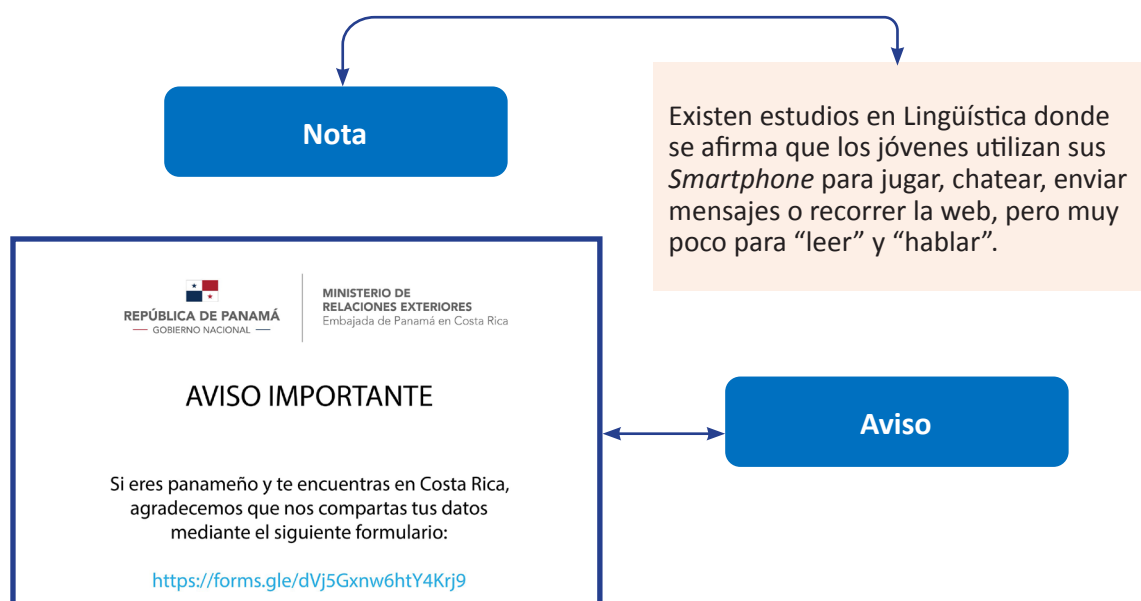 Nota
Existen estudios en Lingüística donde
se afirma que los jóvenes utilizan sus
Smartphone para jugar, chatear, enviar
mensajes o recorrer la web, pero muy
poco para “leer” y “hablar”.
REPÚBLICA DE PANAMÁ
— GOBIERNO NACIONAL —
MINISTERIO DE
RELACIONES EXTERIORES
Embajada de Panamá en Costa Rica
AVISO IMPORTANTE
Si eres panameño y te encuentras en Costa Rica,
agradecemos que nos compartas tus datos
mediante el siguiente formulario:
https://forms.gle/dVj5Gxnw6htY4Krj9
Aviso